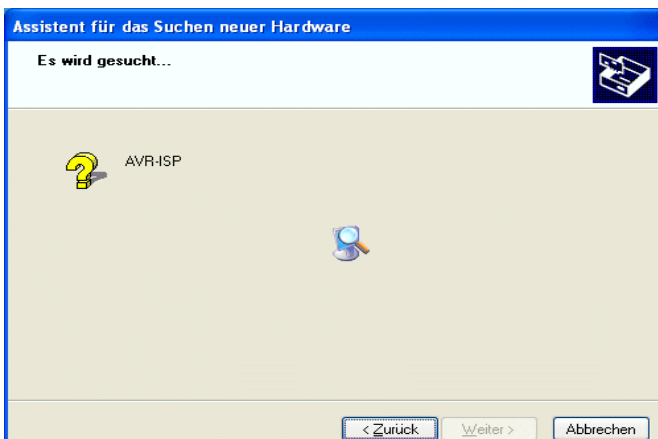 Assistent für das Suchen neuer Hardware
Es wird gesucht...
AVR-ISP
< Zurück Weiter > Abbrechen